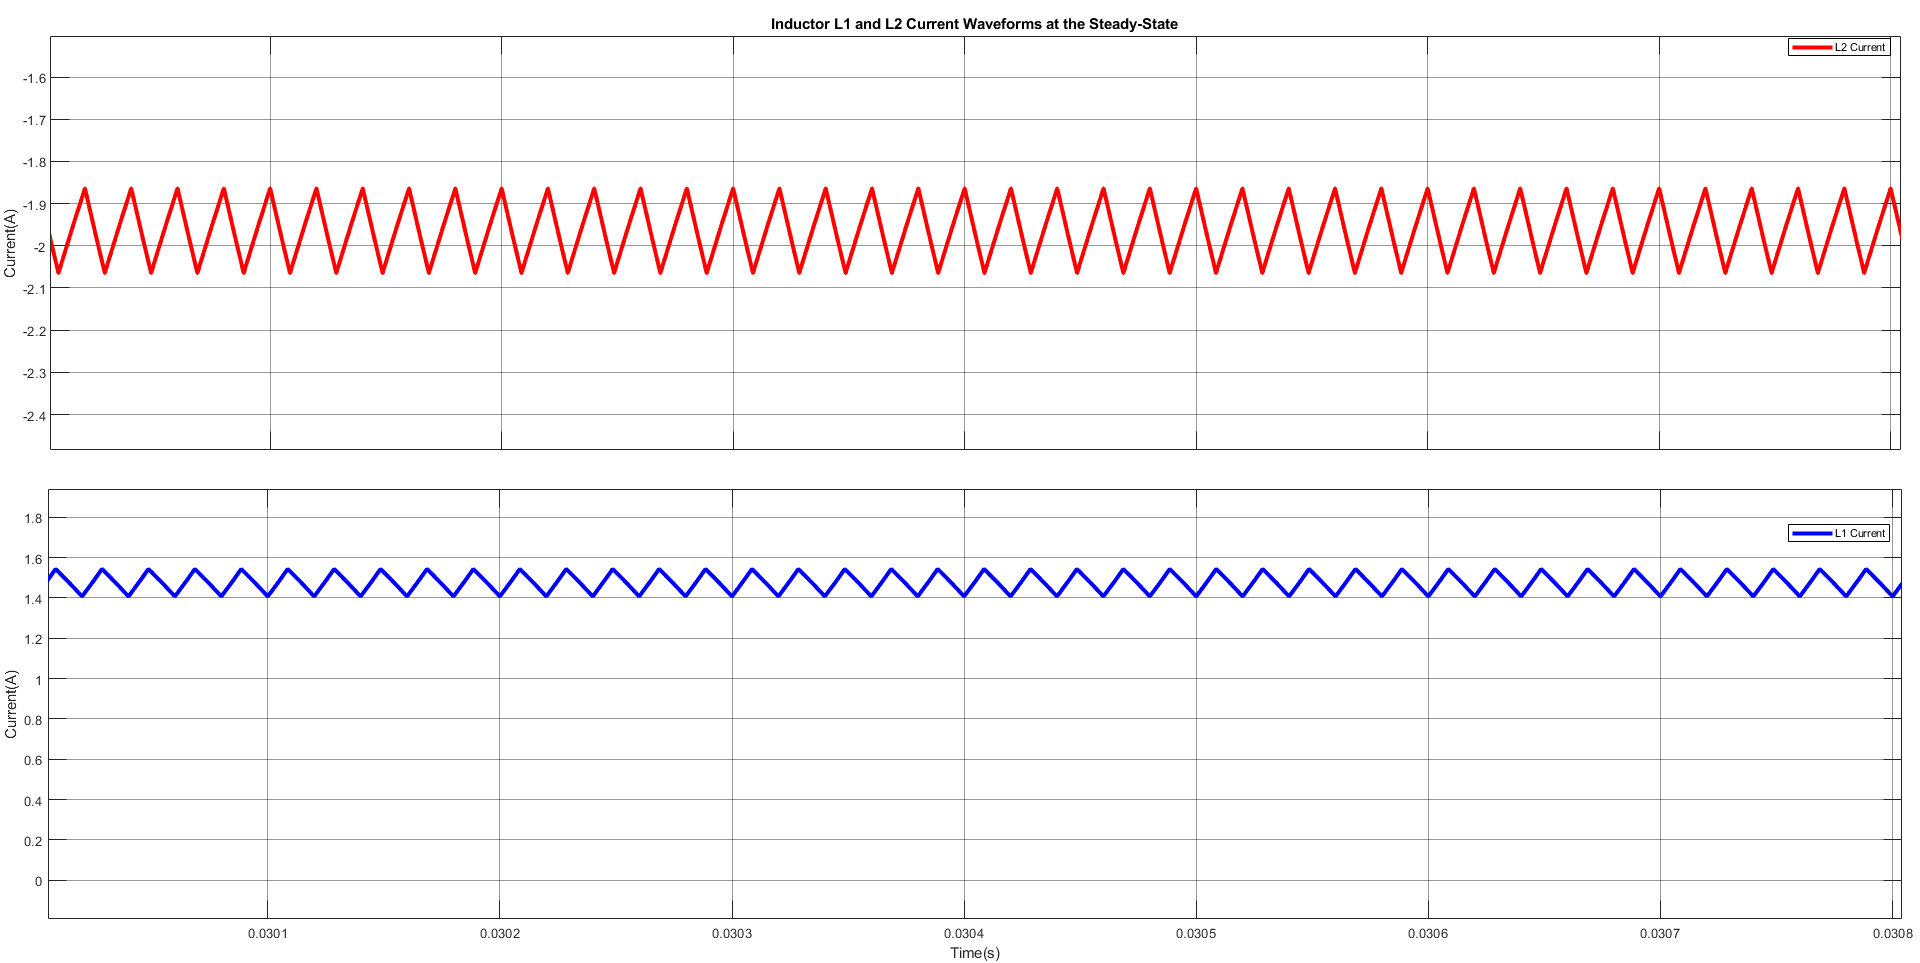 Inductor L1 and L2 Current Waveforms at the Steady-State
L2 Current
-1.6
-1.7
-1.8
-1.9
-2
-2.1
-2.2
-2.3
-2.4
Current(A)
L1 Current
1.8
1.6
1.4
1.2
1
0.8
0.6
0.4
0.2
0
Current(A)
0.0301 0.0302 0.0303 0.0304 0.0305 0.0306 0.0307 0.0308
Time(s)